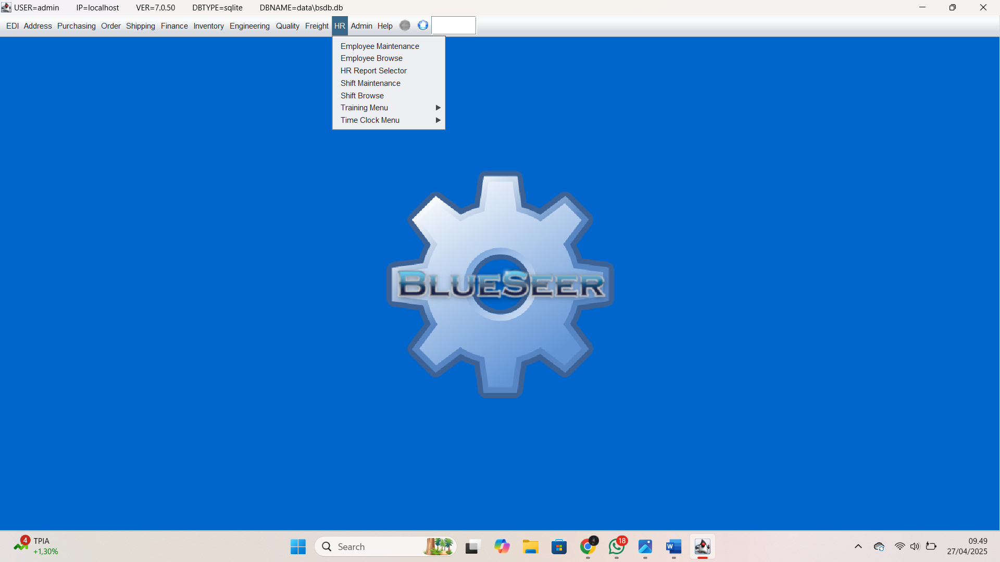 USER=admin IP=localhost VER=7.0.50 DBTYPE=sqlite DBNAME=data\bsdb.db
EDI Address Purchasing Order Shipping Finance Inventory Engineering Quality Freight HR Admin Help
Employee Maintenance
Employee Browse
HR Report Selector
Shift Maintenance
Shift Browse
Training Menu
Time Clock Menu
BLUESEER
4 TPIA
+1,30%
Search
18
W
09.49
27/04/2025